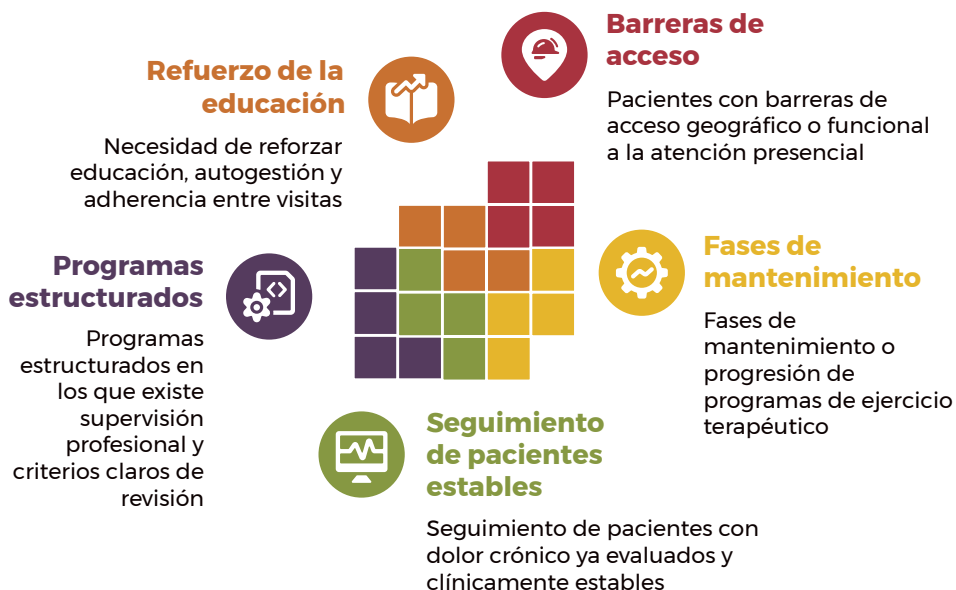 Barreras de
acceso
Pacientes con barreras de
acceso geográfico o funcional
a la atención presencial
Refuerzo de la
educación
Necesidad de reforzar
educación, autogestión y
adherencia entre visitas
Fases de
mantenimiento
Fases de
mantenimiento o
progresión de
programas de ejercicio
terapéutico
Programas
estructurados
Programas
estructurados en
los que existe
supervisión
profesional y
criterios claros de
revisión
Seguimiento
de pacientes
estables
Seguimiento de pacientes con
dolor crónico ya evaluados y
clínicamente estables